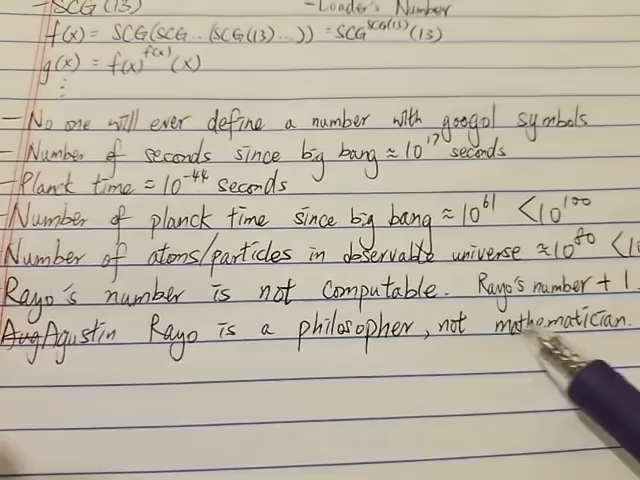 - SCG(13) - Loader's Number
f(x) = SCG(SCG...(SCG(13)...)) = SCG^SCG(13)(13)
g(x) = f(x)^f(x)(x)
⋮
- No one will ever define a number with googol symbols
- Number of seconds since big bang ≈ 10^17 seconds
- Planck time = 10^-44 seconds
- Number of planck time since big bang ≈ 10^61 < 10^100
Number of atoms/particles in observable universe ≈ 10^80 < 10
Rayo's number is not computable. Rayo's number + 1.
Aug Agustin Rayo is a philosopher, not mathematician.